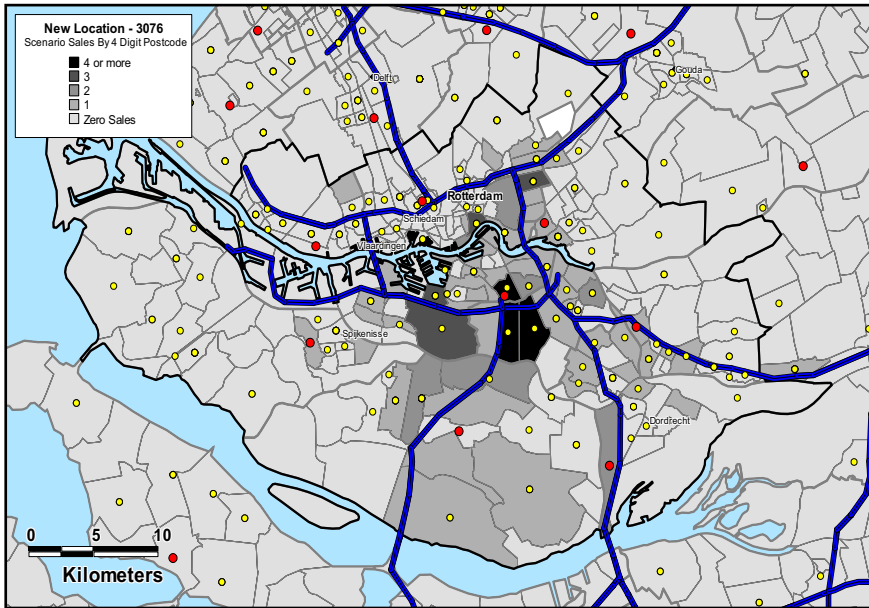 New Location - 3076
Scenario Sales By 4 Digit Postcode
4 or more
3
2
1
Zero Sales
Delft
Gouda
Rotterdam
Schiedam
Vlaardingen
Spijkenisse
Dordrecht
0 5 10
Kilometers